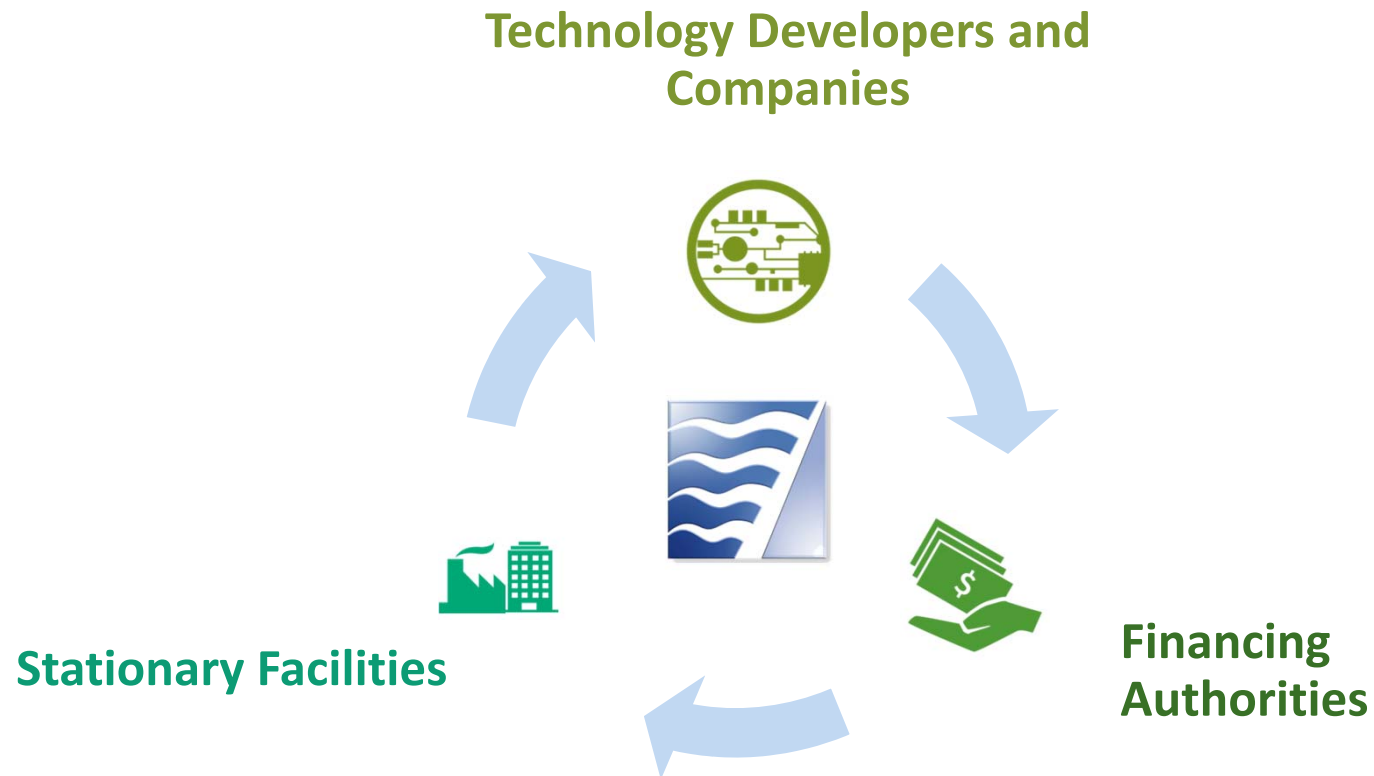 Technology Developers and
Companies
$
Stationary Facilities
Financing
Authorities